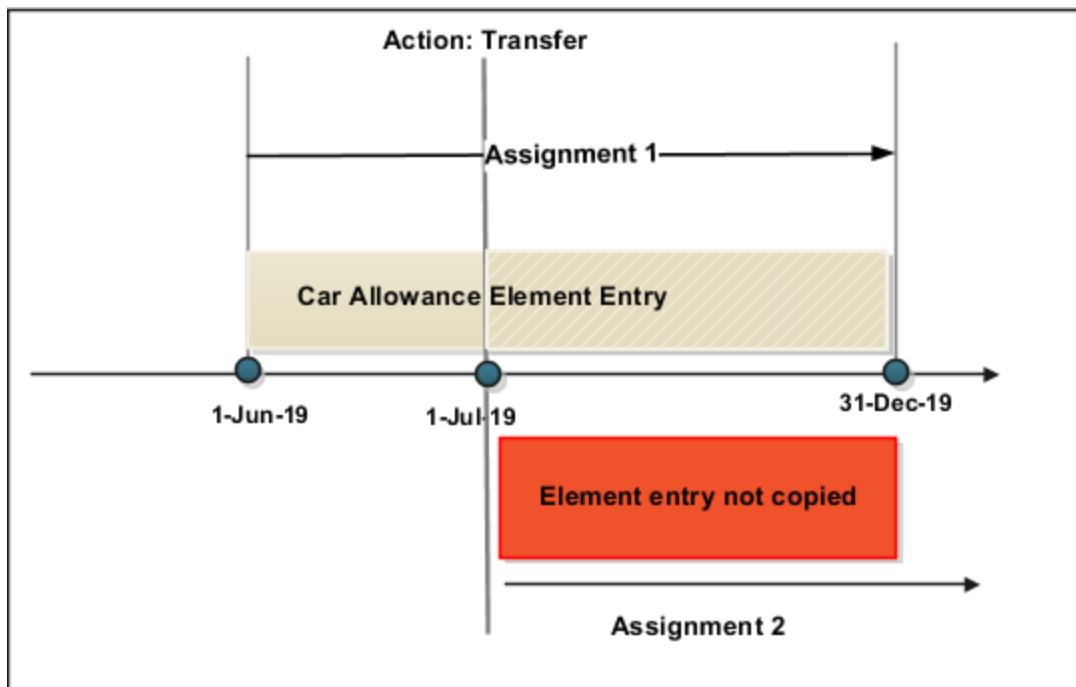 Action: Transfer
Assignment 1
Car Allowance Element Entry
1-Jun-19
1-Jul-19
31-Dec-19
Element entry not copied
Assignment 2